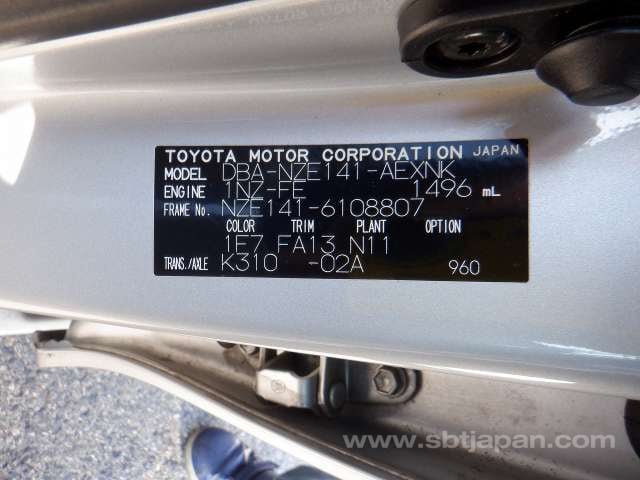 TOYOTA MOTOR CORPORATION JAPAN
MODEL DBA-NZE141-AEXNK
ENGINE 1NZ-FE 1496 mL
FRAME No. NZE141-6108807
COLOR TRIM PLANT OPTION
1E7 FA13 N11
TRANS./AXLE K310 -02A 960
www.sbtjapan.com